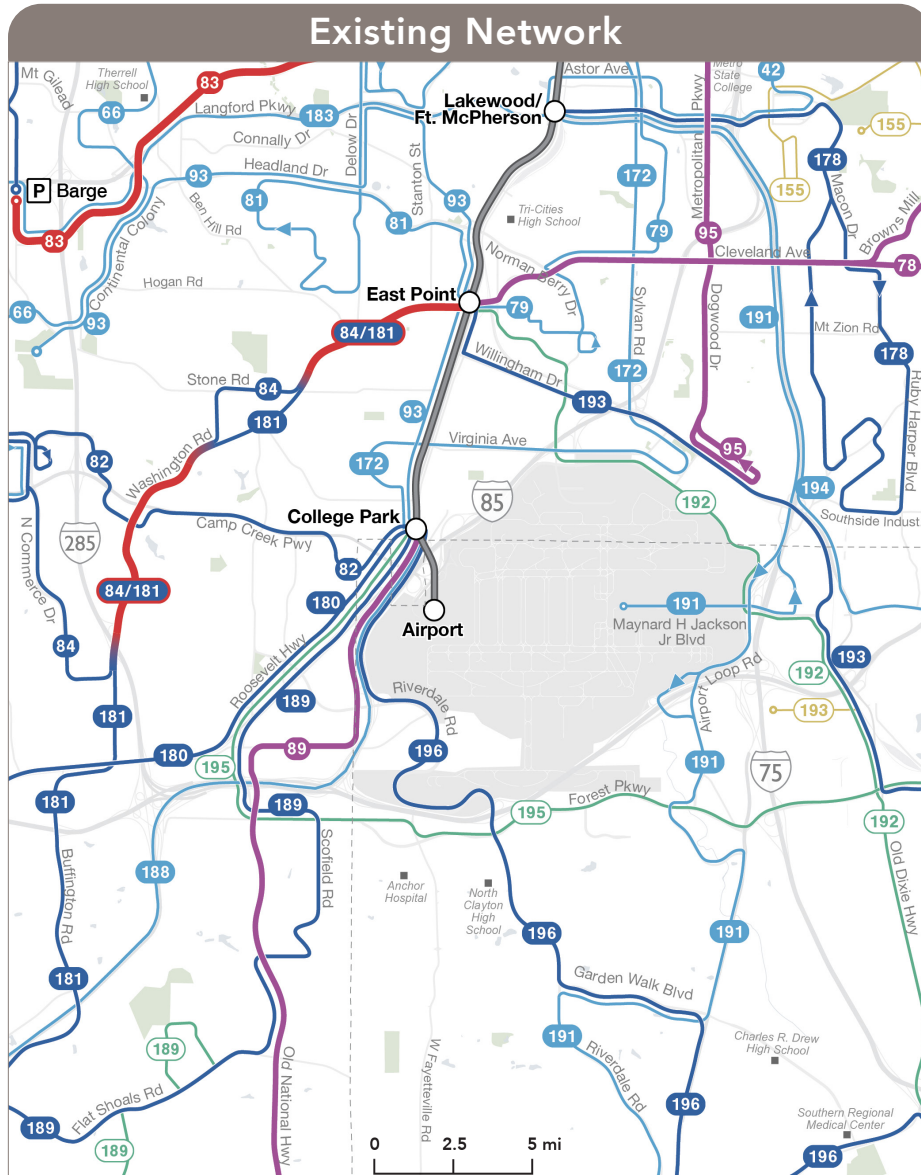 Existing Network
Mt Gilead
Therrell
High School
83
66
Langford Pkwy
183
Connally Dr
Delow Dr
Stanton St
Astor Ave
Lakewood/
Ft. McPherson
Metropolitan Pkwy
Metro
State
College
42
155
155
178
Macon Dr
Browns Mill
Headland Dr
93
81
81
93
172
79
Tri-Cities
High School
P Barge
83
Continental Colony
Ben Hill Rd
Hogan Rd
95
Cleveland Ave
78
Norman Berry Dr
East Point
79
66
93
84/181
Sylvan Rd
Dogwood Dr
191
Mt Zion Rd
178
Ruby Harper Blvd
Willingham Dr
172
193
Stone Rd
84
181
93
Virginia Ave
95
172
Washington Rd
82
85
192
194
Southside Indust
College Park
Camp Creek Pwy
N Commerce Dr
285
82
84/181
180
Airport
191
Maynard H Jackson
Jr Blvd
84
Roosevelt Hwy
189
Riverdale Rd
193
192
Airport Loop Rd
193
181
196
89
180
195
191
75
181
189
Forest Pkwy
195
192
Buffington Rd
188
Scofield Rd
Anchor
Hospital
North
Clayton
High
School
Old Dixie Hwy
196
191
181
Garden Walk Blvd
189
191
Riverdale Rd
Charles R. Drew
High School
Old National Hwy
W Fayetteville Rd
Flat Shoals Rd
189
189
196
Southern Regional
Medical Center
196
0 2.5 5 mi